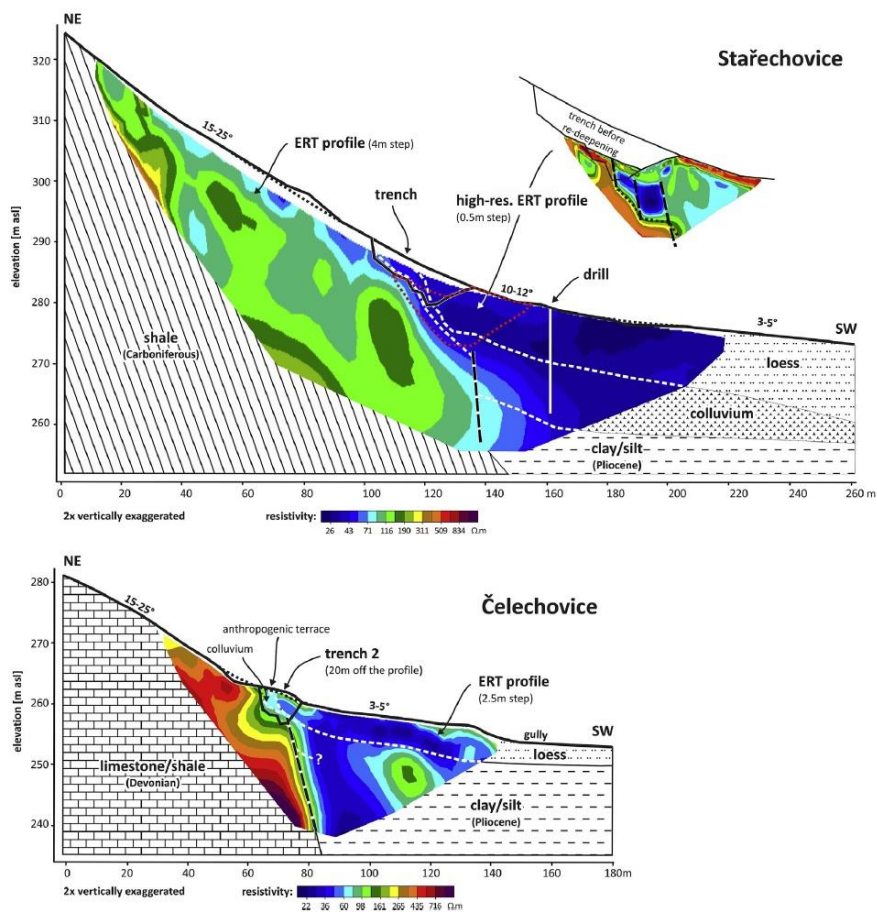 NE
Stařechovice
320
310
300
290
280
270
260
elevation [m asl]
15-25°
ERT profile (4m step)
trench
trench before
re-deepening
high-res. ERT profile
(0.5m step)
10-12°
drill
3-5°
SW
shale
(Carboniferous)
loess
colluvium
clay/silt
(Pliocene)
0 20 40 60 80 100 120 140 160 180 200 220 240 260 m
2x vertically exaggerated
resistivity:
26 43 71 116 190 311 509 834 Ω.m
NE
Čelechovice
280
270
260
250
240
elevation [m asl]
15-25°
anthropogenic terrace
colluvium
trench 2
(20m off the profile)
ERT profile
(2.5m step)
3-5°
gully
SW
?
loess
limestone/shale
(Devonian)
clay/silt
(Pliocene)
0 20 40 60 80 100 120 140 160 180m
2x vertically exaggerated
resistivity:
22 36 60 98 161 265 435 716 Ω.m